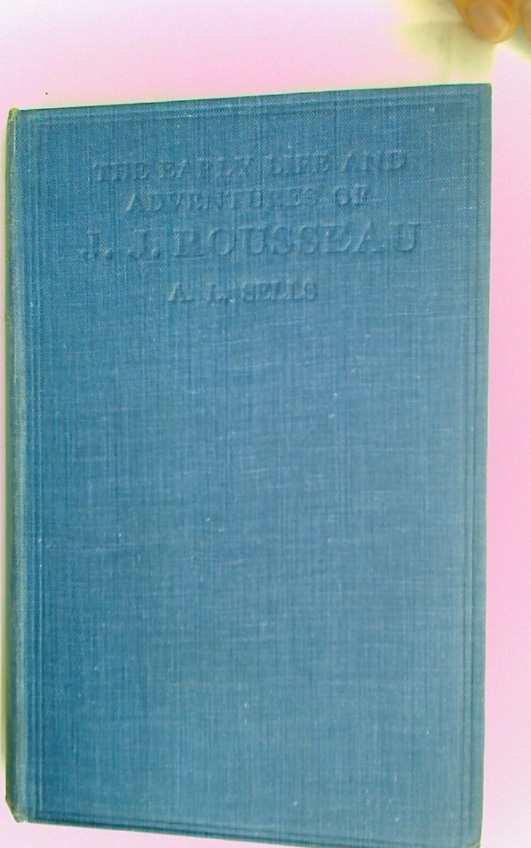 THE EARLY LIFE AND
ADVENTURES OF
J. J. ROUSSEAU
A. L. SELLS